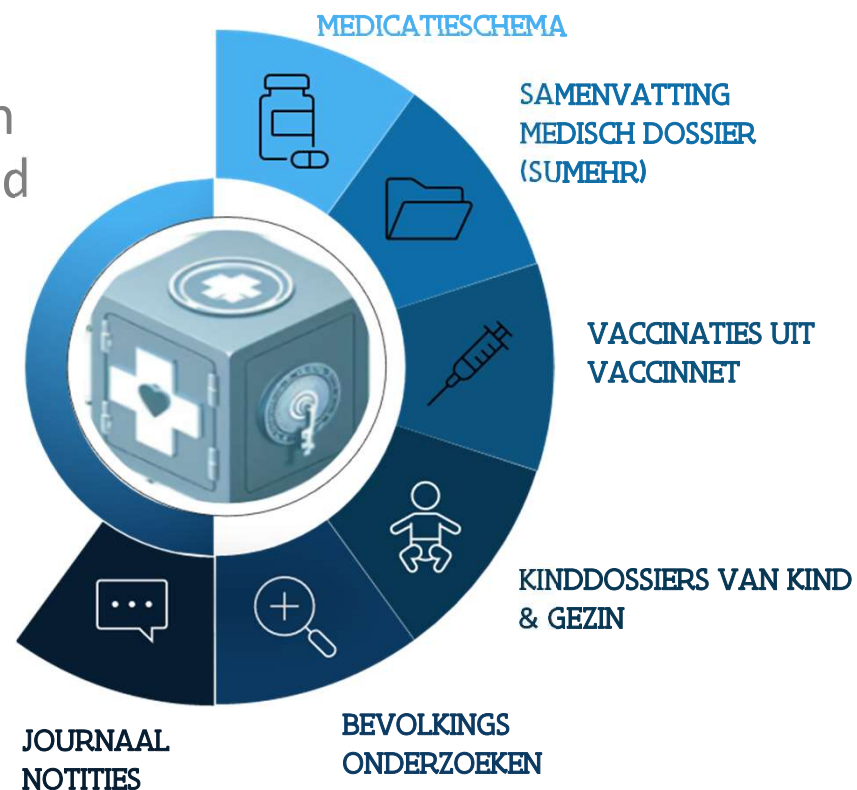 MEDICATIESCHEMA
SAMENVATTING
MEDISCH DOSSIER
(SUMEHR)
VACCINATIES UIT
VACCINNET
KINDDOSSIERS VAN KIND
& GEZIN
BEVOLKINGS
ONDERZOEKEN
JOURNAAL
NOTITIES